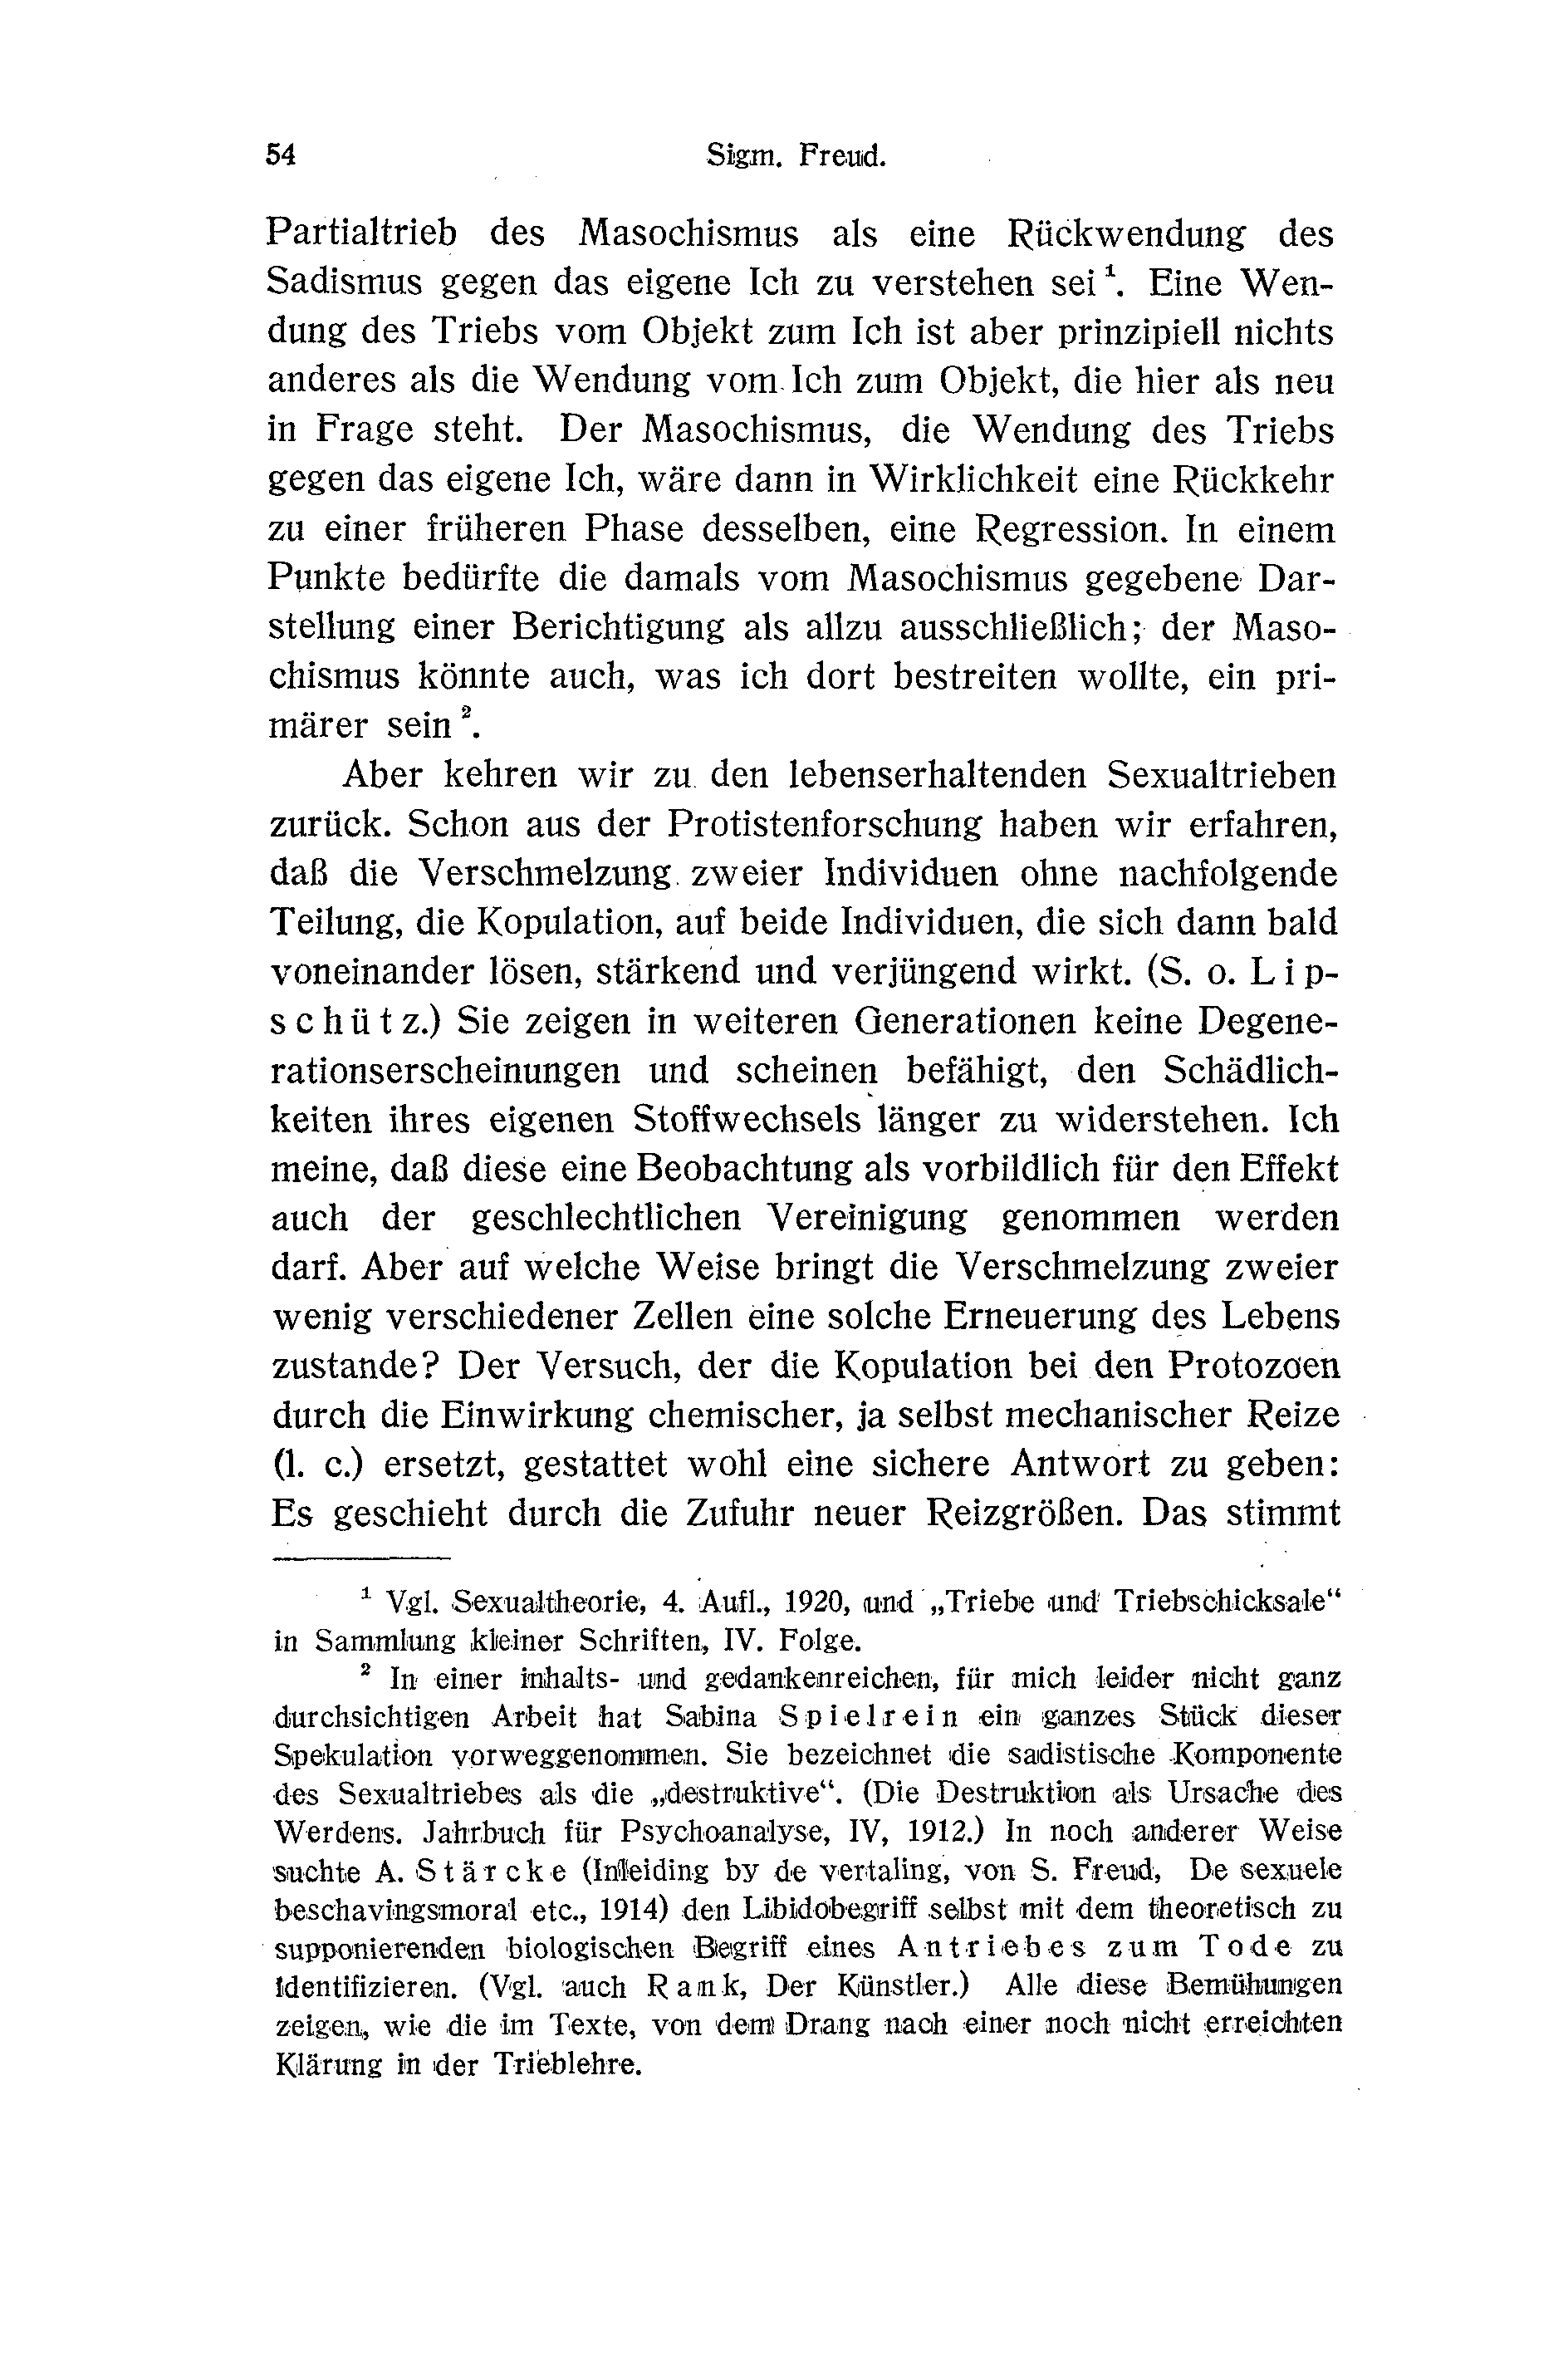 54 Sigm. Freud.
Partialtrieb des Masochismus als eine Rückwendung des
Sadismus gegen das eigene Ich zu verstehen sei¹. Eine Wen-
dung des Triebs vom Objekt zum Ich ist aber prinzipiell nichts
anderes als die Wendung vom Ich zum Objekt, die hier als neu
in Frage steht. Der Masochismus, die Wendung des Triebs
gegen das eigene Ich, wäre dann in Wirklichkeit eine Rückkehr
zu einer früheren Phase desselben, eine Regression. In einem
Punkte bedürfte die damals vom Masochismus gegebene Dar-
stellung einer Berichtigung als allzu ausschließlich; der Maso-
chismus könnte auch, was ich dort bestreiten wollte, ein pri-
märer sein².
Aber kehren wir zu den lebenserhaltenden Sexualtrieben
zurück. Schon aus der Protistenforschung haben wir erfahren,
daß die Verschmelzung zweier Individuen ohne nachfolgende
Teilung, die Kopulation, auf beide Individuen, die sich dann bald
voneinander lösen, stärkend und verjüngend wirkt. (S. o. Lip-
schütz.) Sie zeigen in weiteren Generationen keine Degene-
rationserscheinungen und scheinen befähigt, den Schädlich-
keiten ihres eigenen Stoffwechsels länger zu widerstehen. Ich
meine, daß diese eine Beobachtung als vorbildlich für den Effekt
auch der geschlechtlichen Vereinigung genommen werden
darf. Aber auf welche Weise bringt die Verschmelzung zweier
wenig verschiedener Zellen eine solche Erneuerung des Lebens
zustande? Der Versuch, der die Kopulation bei den Protozoen
durch die Einwirkung chemischer, ja selbst mechanischer Reize
(l. c.) ersetzt, gestattet wohl eine sichere Antwort zu geben:
Es geschieht durch die Zufuhr neuer Reizgrößen. Das stimmt
¹ Vgl. Sexualtheorie, 4. Aufl., 1920, und „Triebe und Triebschicksale“
in Sammlung kleiner Schriften, IV. Folge.
² In einer inhalts- und gedankenreichen, für mich leider nicht ganz
durchsichtigen Arbeit hat Sabina Spielrein ein ganzes Stück dieser
Spekulation vorweggenommen. Sie bezeichnet die sadistische Komponente
des Sexualtriebes als die „destruktive“. (Die Destruktion als Ursache des
Werdens. Jahrbuch für Psychoanalyse, IV, 1912.) In noch anderer Weise
suchte A. Stärcke (Inleiding by de vertaling, von S. Freud, De sexuele
beschavingsmoral etc., 1914) den Libidobegriff selbst mit dem theoretisch zu
supponierenden biologischen Begriff eines Antriebes zum Tode zu
identifizieren. (Vgl. auch Rank, Der Künstler.) Alle diese Bemühungen
zeigen, wie die im Texte, von dem Drang nach einer noch nicht erreichten
Klärung in der Trieblehre.